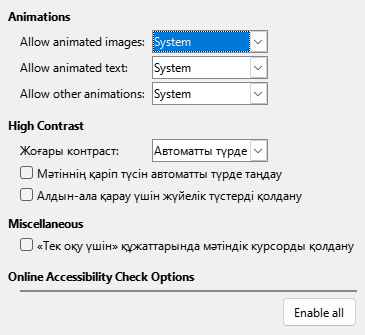 Animations
Allow animated images: System
Allow animated text: System
Allow other animations: System
High Contrast
Жоғары контраст: Автоматты түрде
Мәтіннің қаріп түсін автоматты түрде таңдау
Алдын-ала қарау үшін жүйелік түстерді қолдану
Miscellaneous
«Тек оқу үшін» құжаттарында мәтіндік курсорды қолдану
Online Accessibility Check Options
Enable all